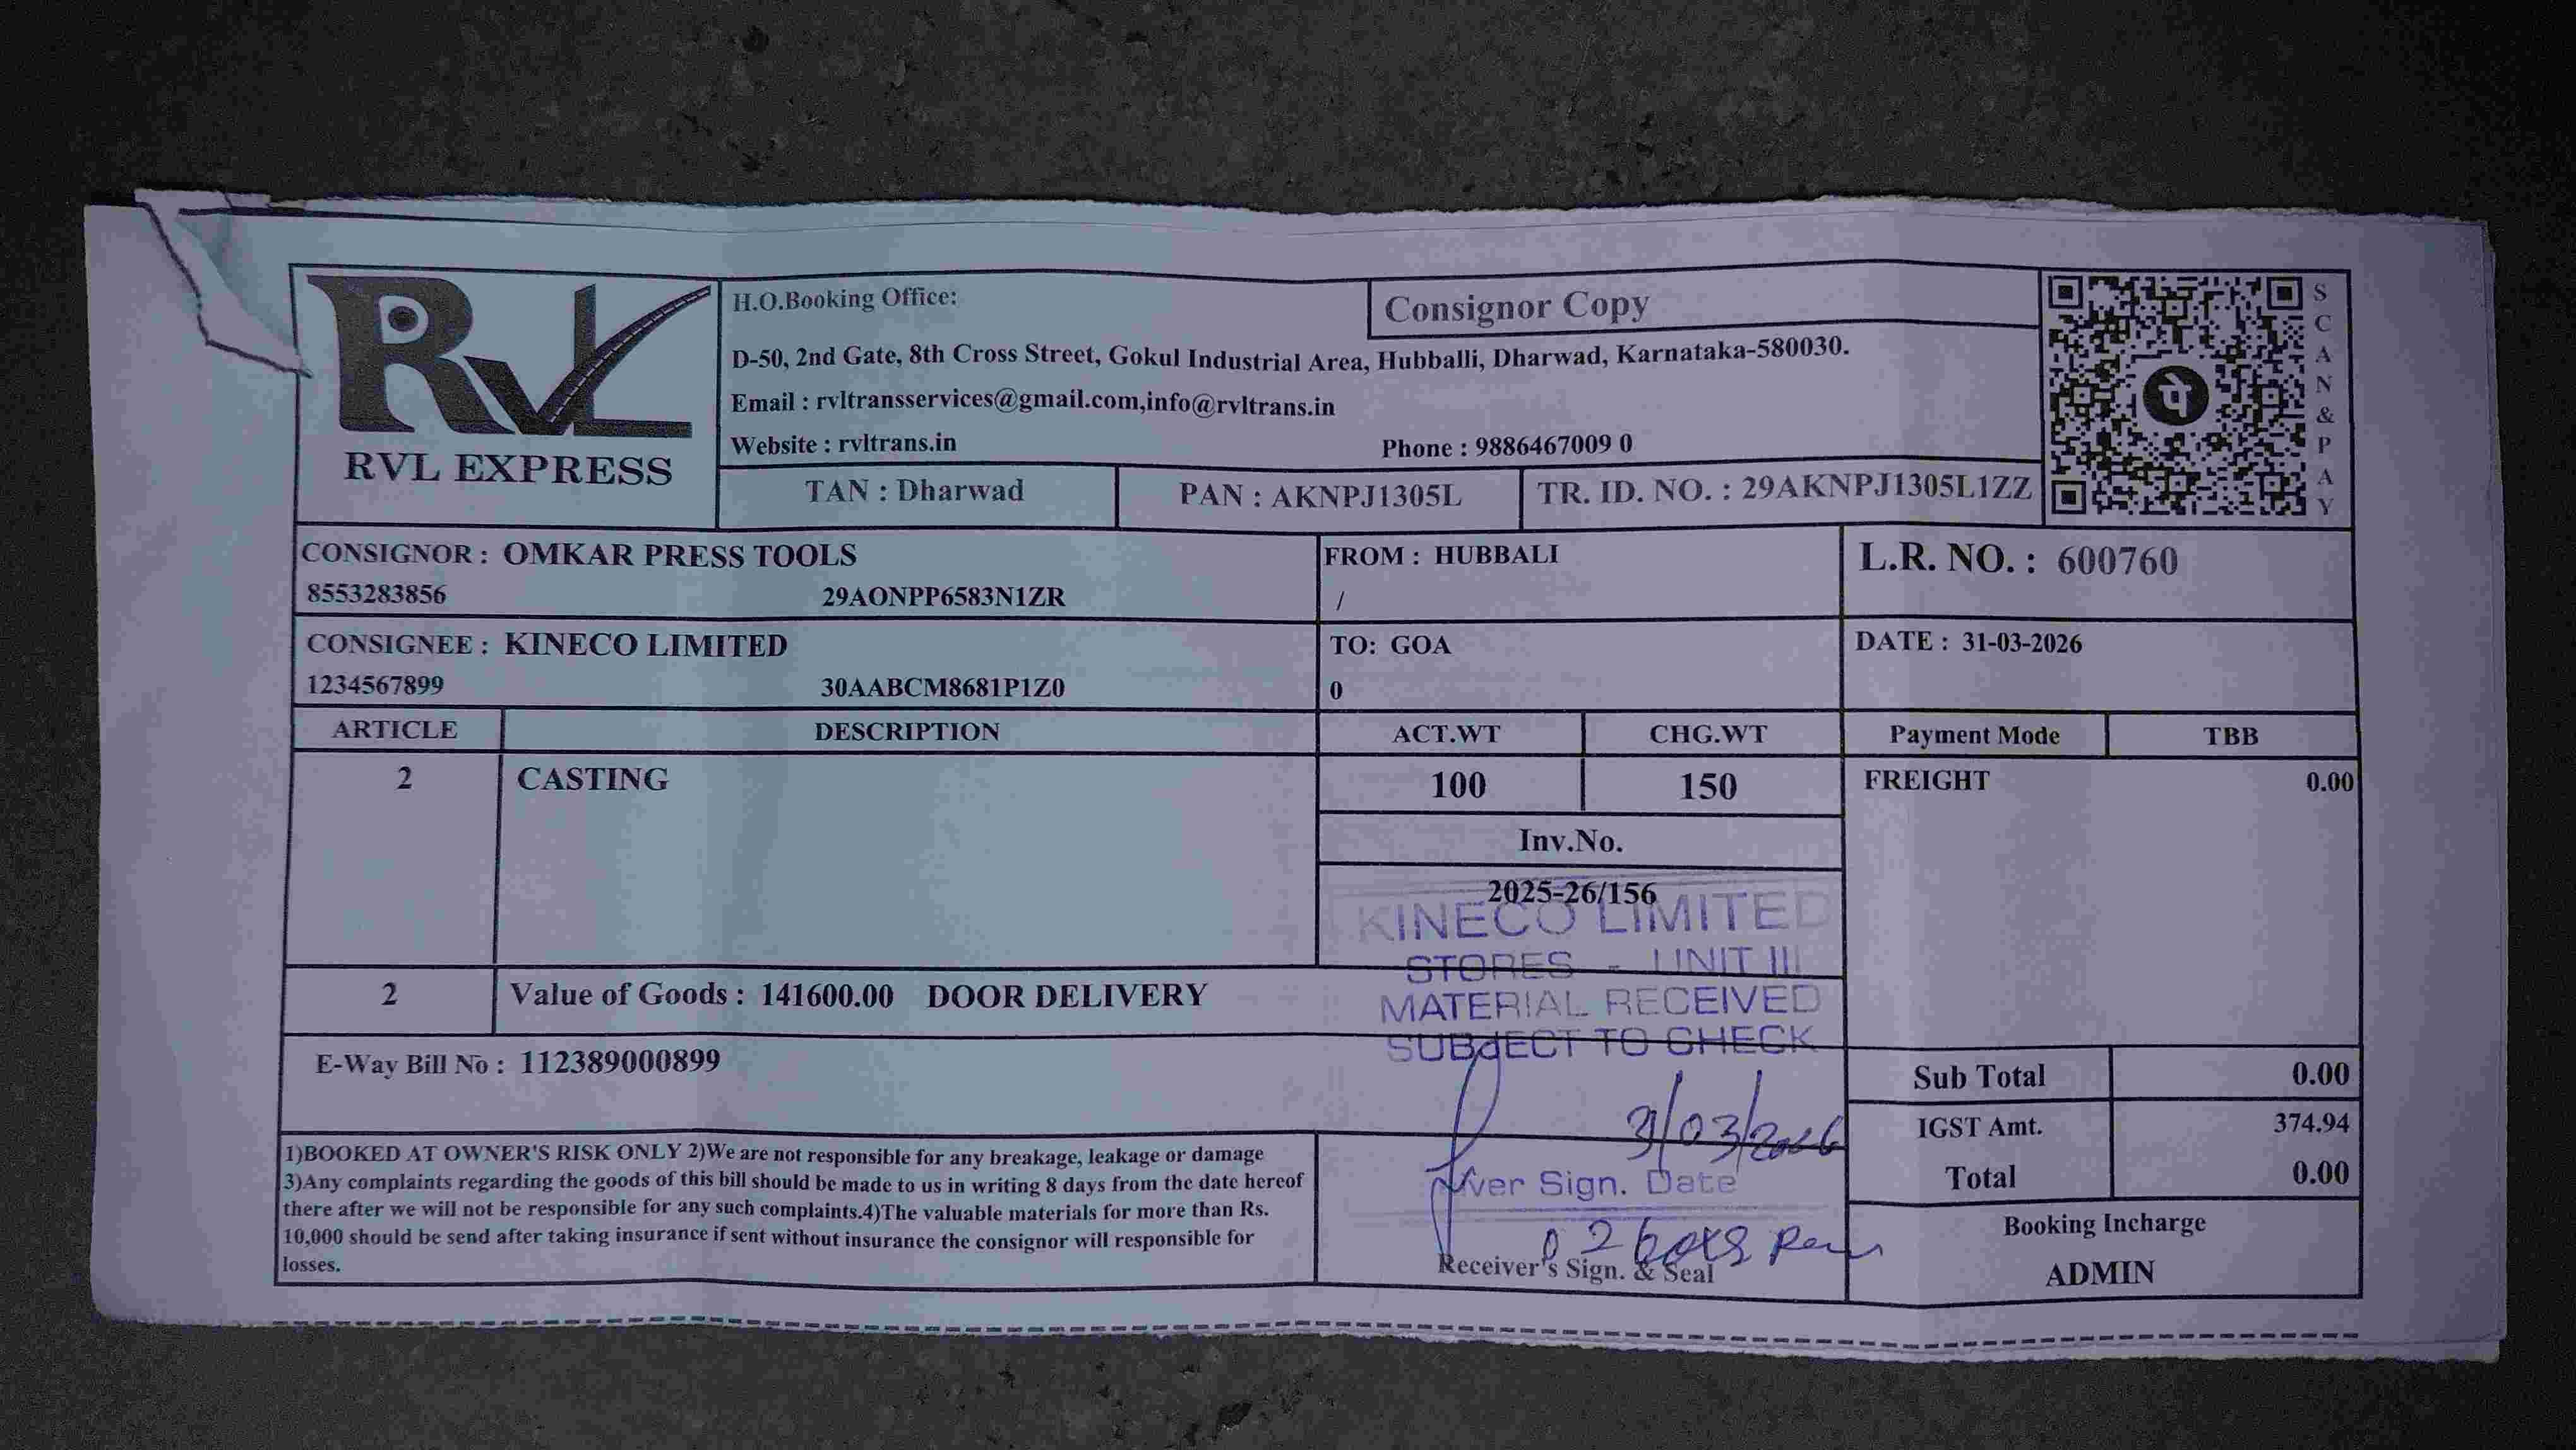 RVL EXPRESS
H.O.Booking Office:
Consignor Copy
D-50, 2nd Gate, 8th Cross Street, Gokul Industrial Area, Hubballi, Dharwad, Karnataka-580030.
Email : rvltransservices@gmail.com,info@rvltrans.in
Website : rvltrans.in Phone : 9886467009 0
TAN : Dharwad PAN : AKNPJ1305L TR. ID. NO. : 29AKNPJ1305L1ZZ
SCAN&PAY
पे
CONSIGNOR : OMKAR PRESS TOOLS FROM : HUBBALI L.R. NO. : 600760
8553283856 29AONPP6583N1ZR /
CONSIGNEE : KINECO LIMITED TO: GOA DATE : 31-03-2026
1234567899 30AABCM8681P1Z0 0
ARTICLE DESCRIPTION ACT.WT CHG.WT Payment Mode TBB
2 CASTING 100 150 FREIGHT 0.00
Inv.No.
2025-26/156
KINECO LIMITED
STORES - UNIT III
2 Value of Goods : 141600.00 DOOR DELIVERY
MATERIAL RECEIVED
SUBJECT TO CHECK
E-Way Bill No : 112389000899
Sub Total 0.00
IGST Amt. 374.94
Total 0.00
1)BOOKED AT OWNER'S RISK ONLY 2)We are not responsible for any breakage, leakage or damage
3)Any complaints regarding the goods of this bill should be made to us in writing 8 days from the date hereof
there after we will not be responsible for any such complaints.4)The valuable materials for more than Rs.
10,000 should be send after taking insurance if sent without insurance the consignor will responsible for
losses.
Sign. Date
2
Receiver's Sign. & Seal
Booking Incharge
ADMIN